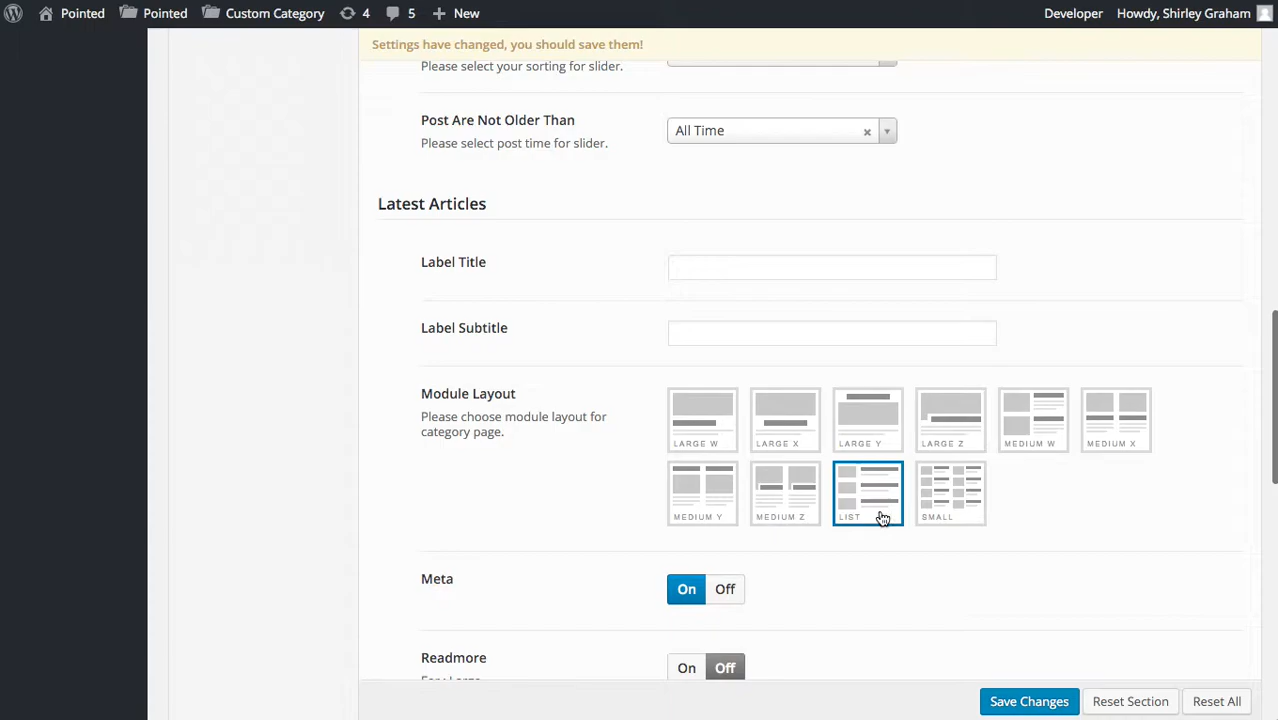 Pointed Pointed Custom Category 4 5 New Developer Howdy, Shirley Graham
Settings have changed, you should save them!
Please select your sorting for slider.
Post Are Not Older Than
All Time
Please select post time for slider.
Latest Articles
Label Title
Label Subtitle
Module Layout
Please choose module layout for
category page.
LARGE W LARGE X LARGE Y LARGE Z MEDIUM W MEDIUM X
MEDIUM Y MEDIUM Z LIST SMALL
Meta
On Off
Readmore
On Off
Save Changes Reset Section Reset All